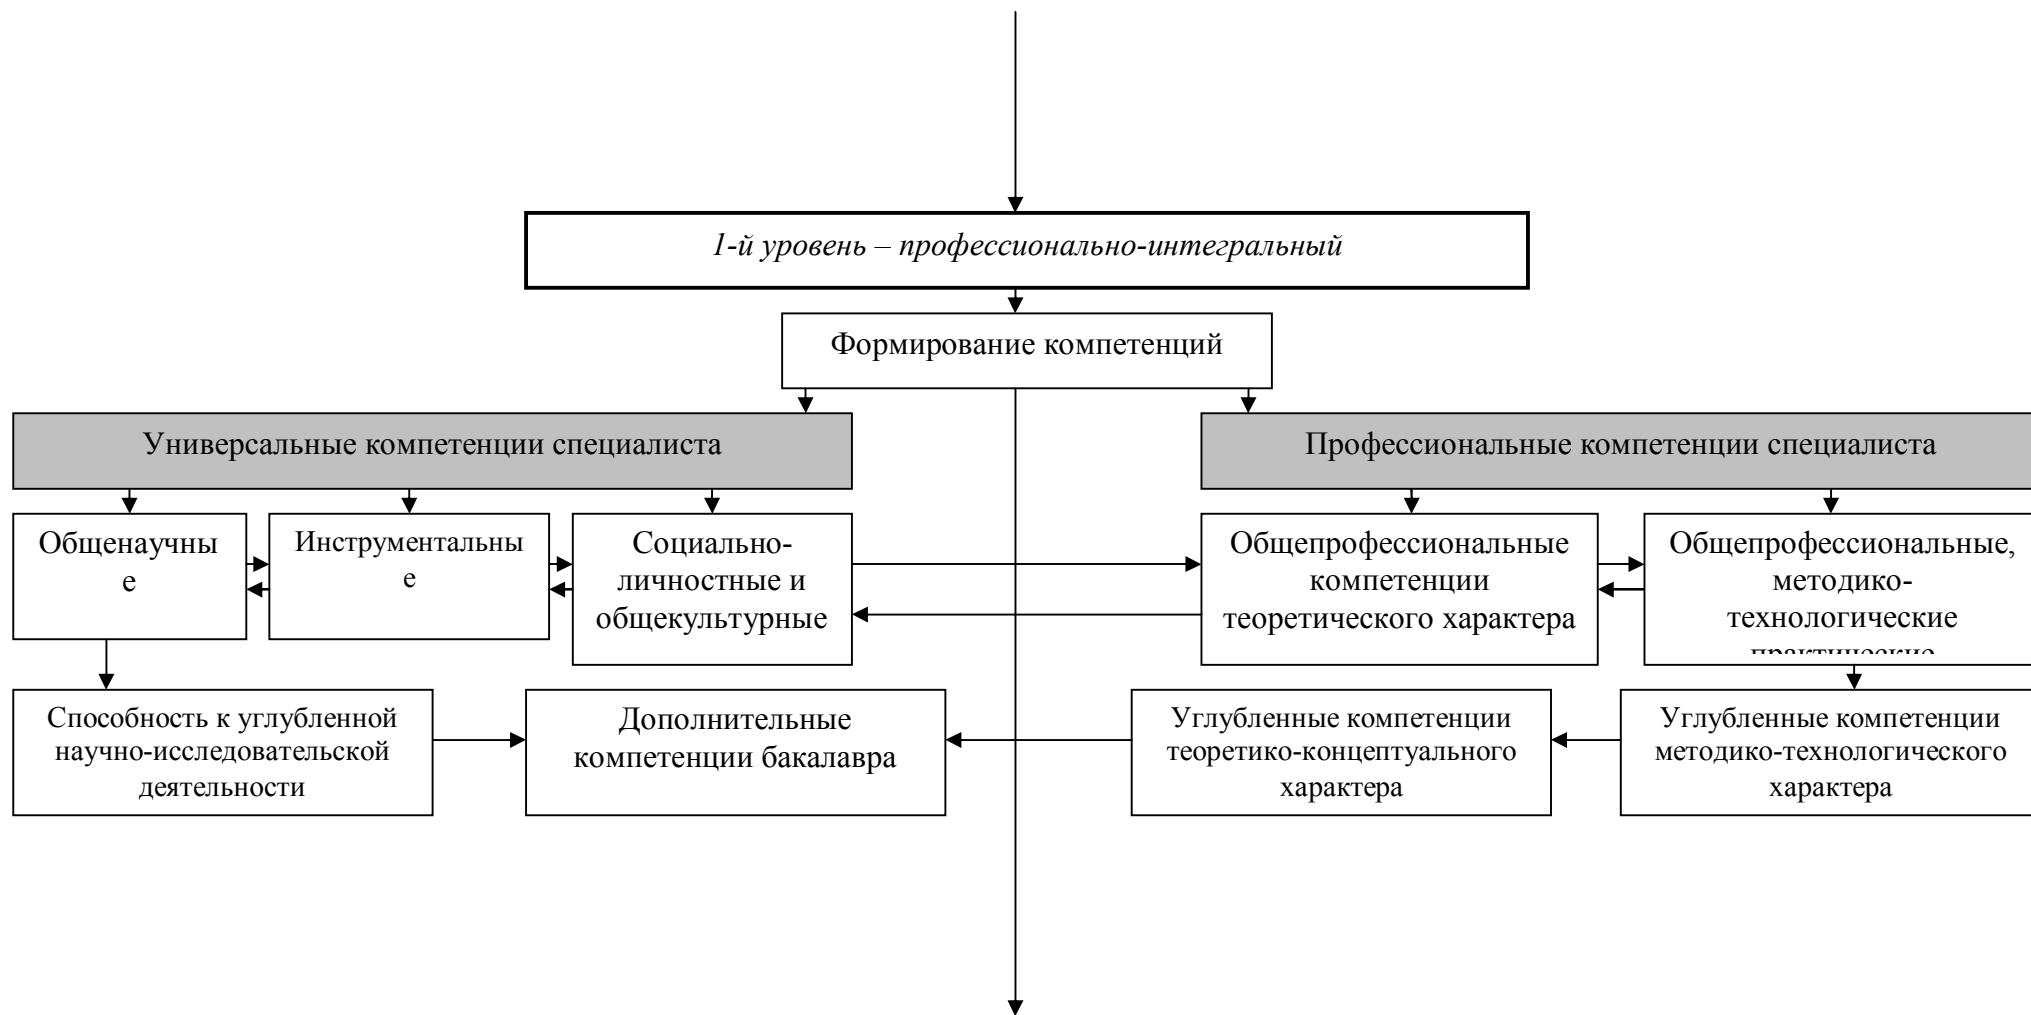 1-й уровень – профессионально-интегральный
Формирование компетенций
Универсальные компетенции специалиста
Профессиональные компетенции специалиста
Общенаучны
е
Инструментальны
е
Социально-
личностные и
общекультурные
Общепрофессиональные
компетенции
теоретического характера
Общепрофессиональные,
методико-
технологические
практические
Способность к углубленной
научно-исследовательской
деятельности
Дополнительные
компетенции бакалавра
Углубленные компетенции
теоретико-концептуального
характера
Углубленные компетенции
методико-технологического
характера